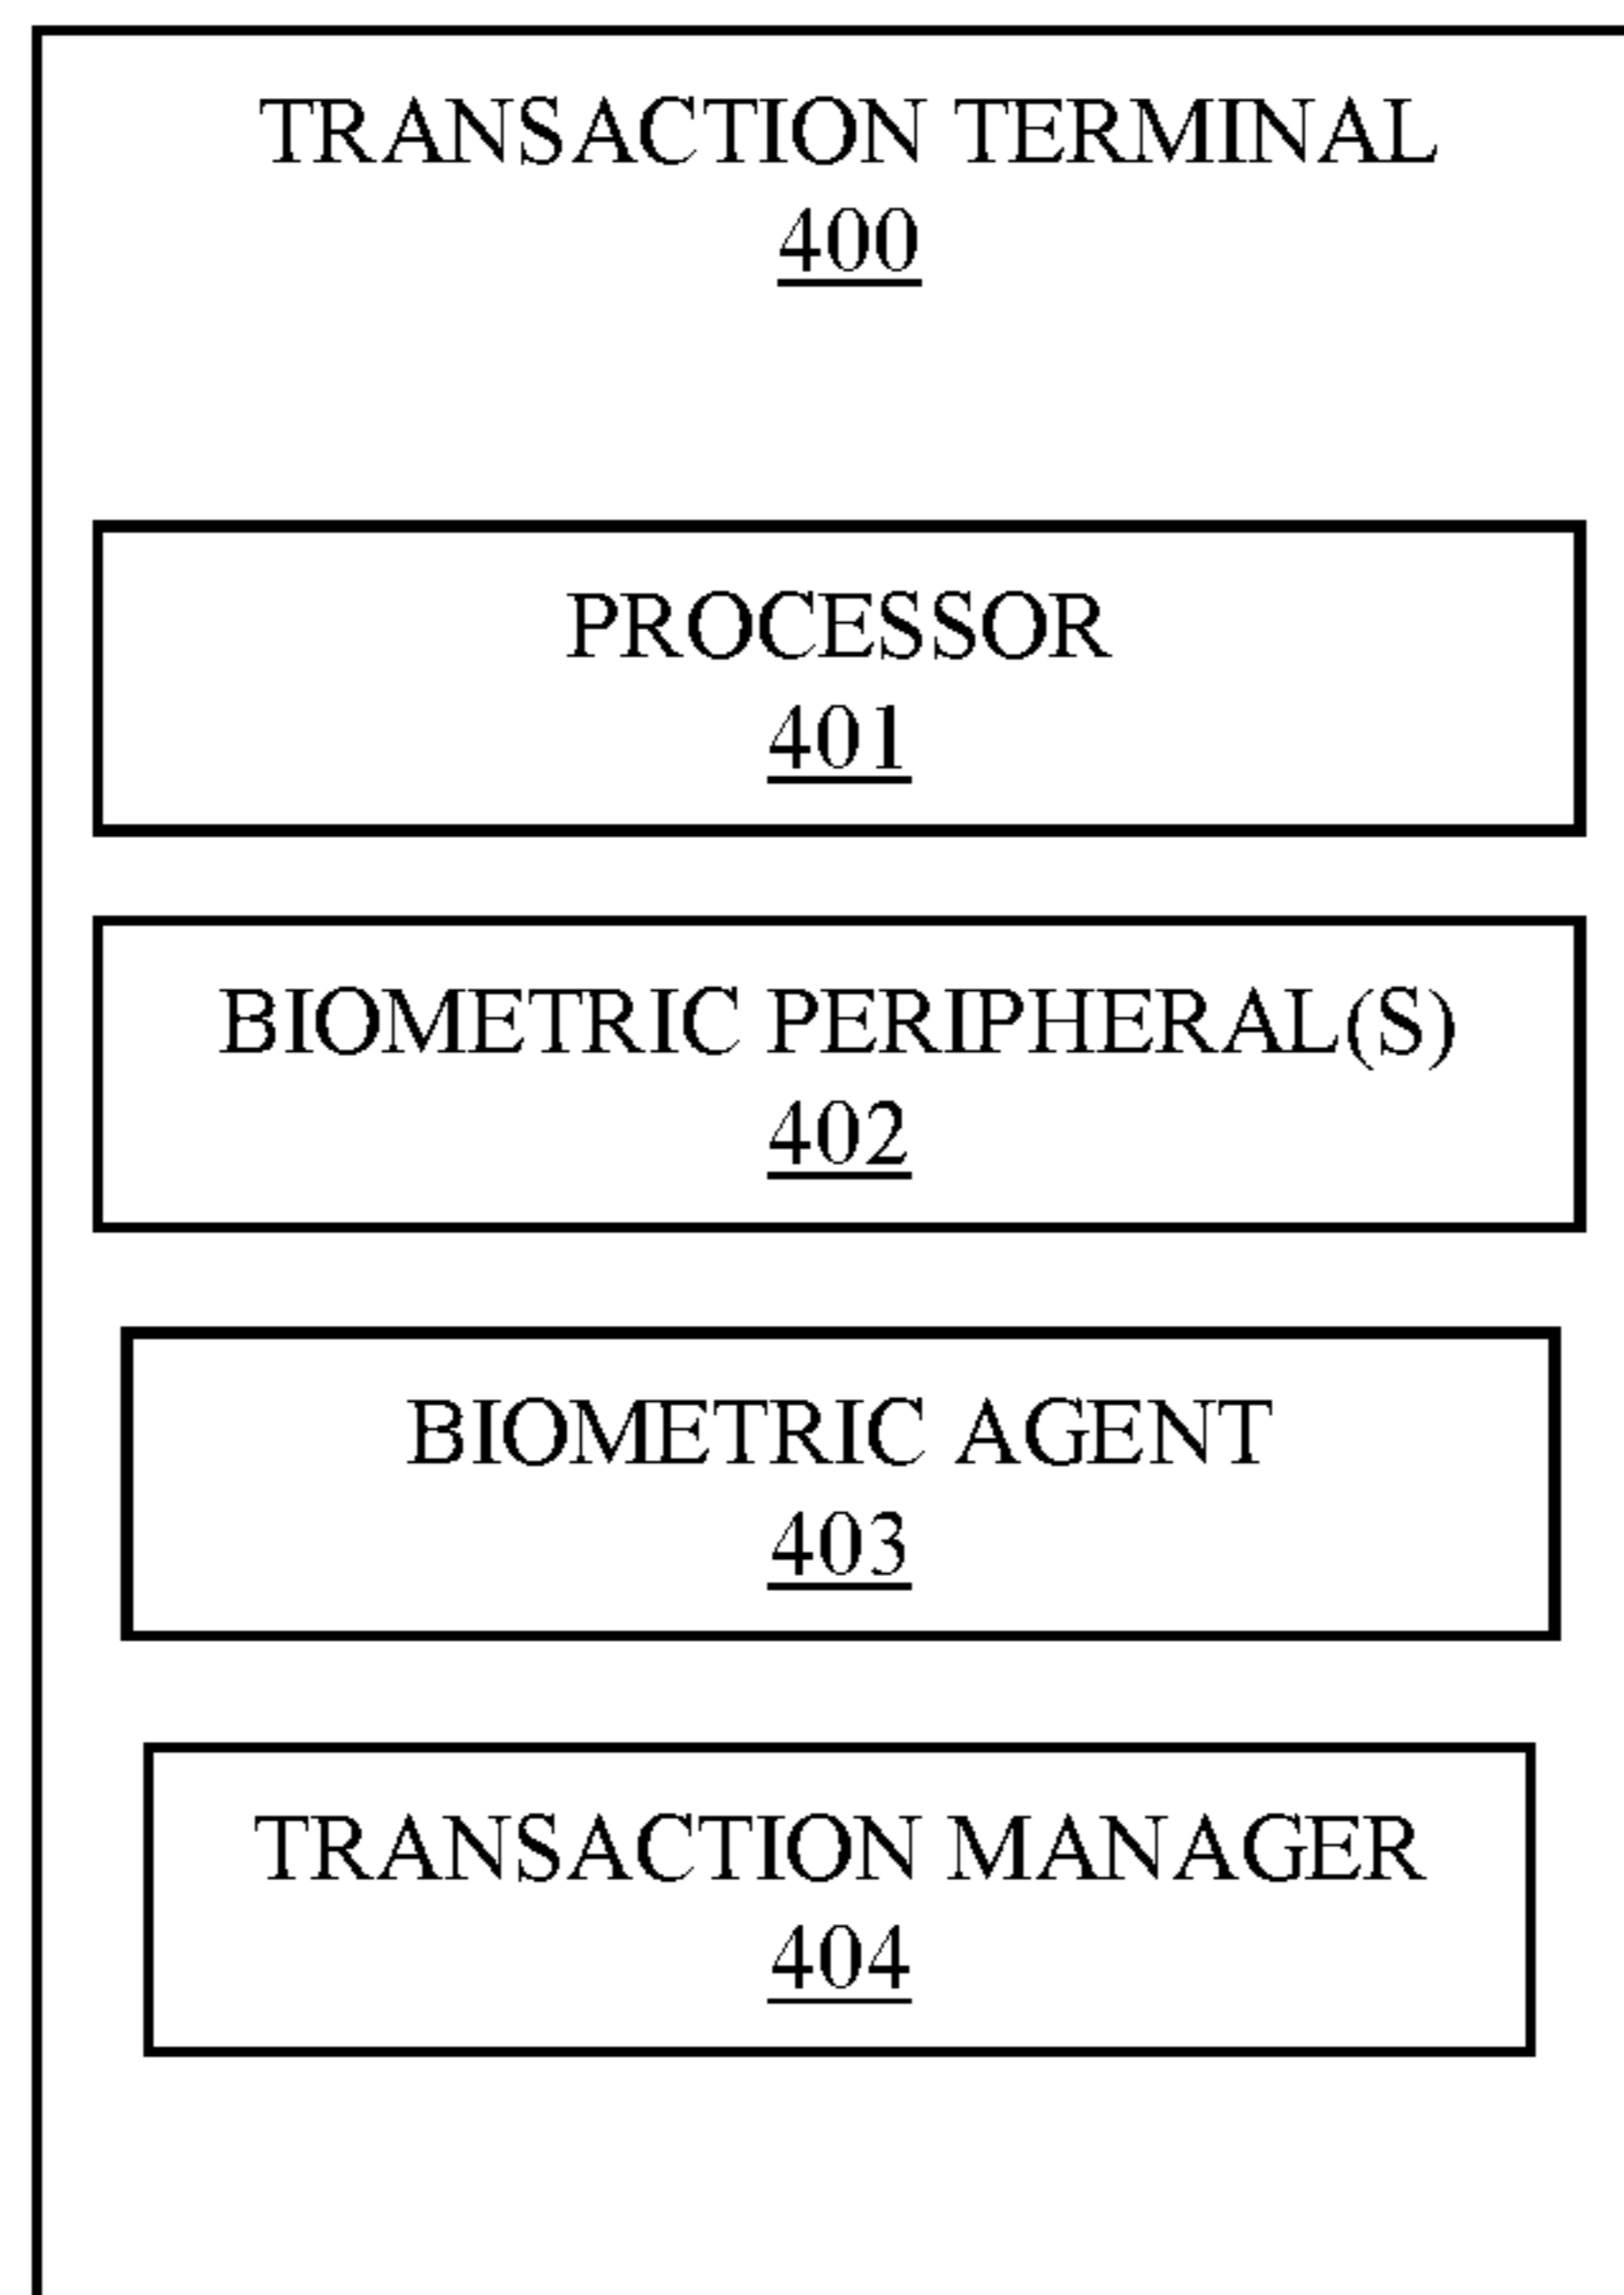 TRANSACTION TERMINAL
400
PROCESSOR
401
BIOMETRIC PERIPHERAL(S)
402
BIOMETRIC AGENT
403
TRANSACTION MANAGER
404